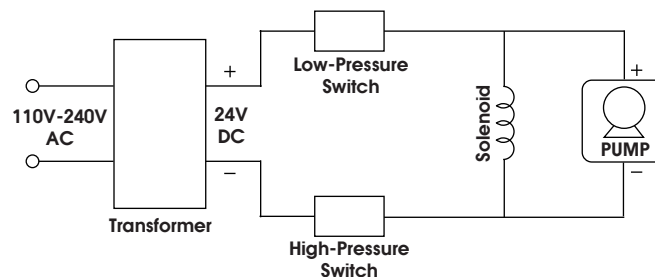 110V-240V
AC
Transformer
+
24V
DC
−
Low-Pressure
Switch
High-Pressure
Switch
Solenoid
+
PUMP
−